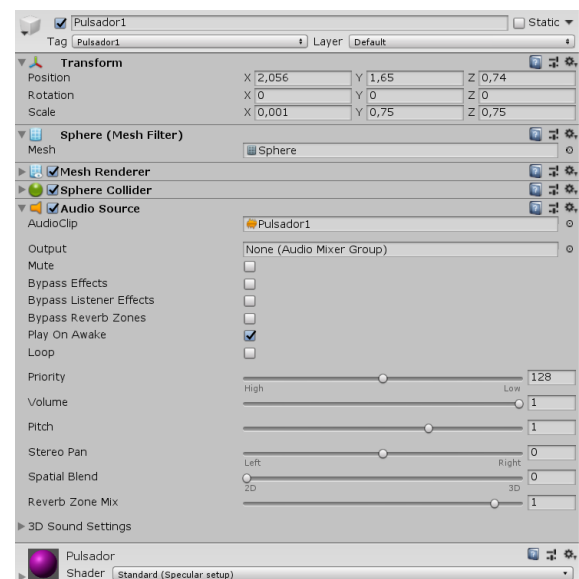 Pulsador1 Static
Tag Pulsador1 Layer Default
Transform
Position X 2,056 Y 1,65 Z 0,74
Rotation X 0 Y 0 Z 0
Scale X 0,001 Y 0,75 Z 0,75
Sphere (Mesh Filter)
Mesh Sphere
Mesh Renderer
Sphere Collider
Audio Source
AudioClip Pulsador1
Output None (Audio Mixer Group)
Mute
Bypass Effects
Bypass Listener Effects
Bypass Reverb Zones
Play On Awake
Loop
Priority 128
High Low
Volume 1
Pitch 1
Stereo Pan 0
Left Right
Spatial Blend 0
2D 3D
Reverb Zone Mix 1
3D Sound Settings
Pulsador
Shader Standard (Specular setup)